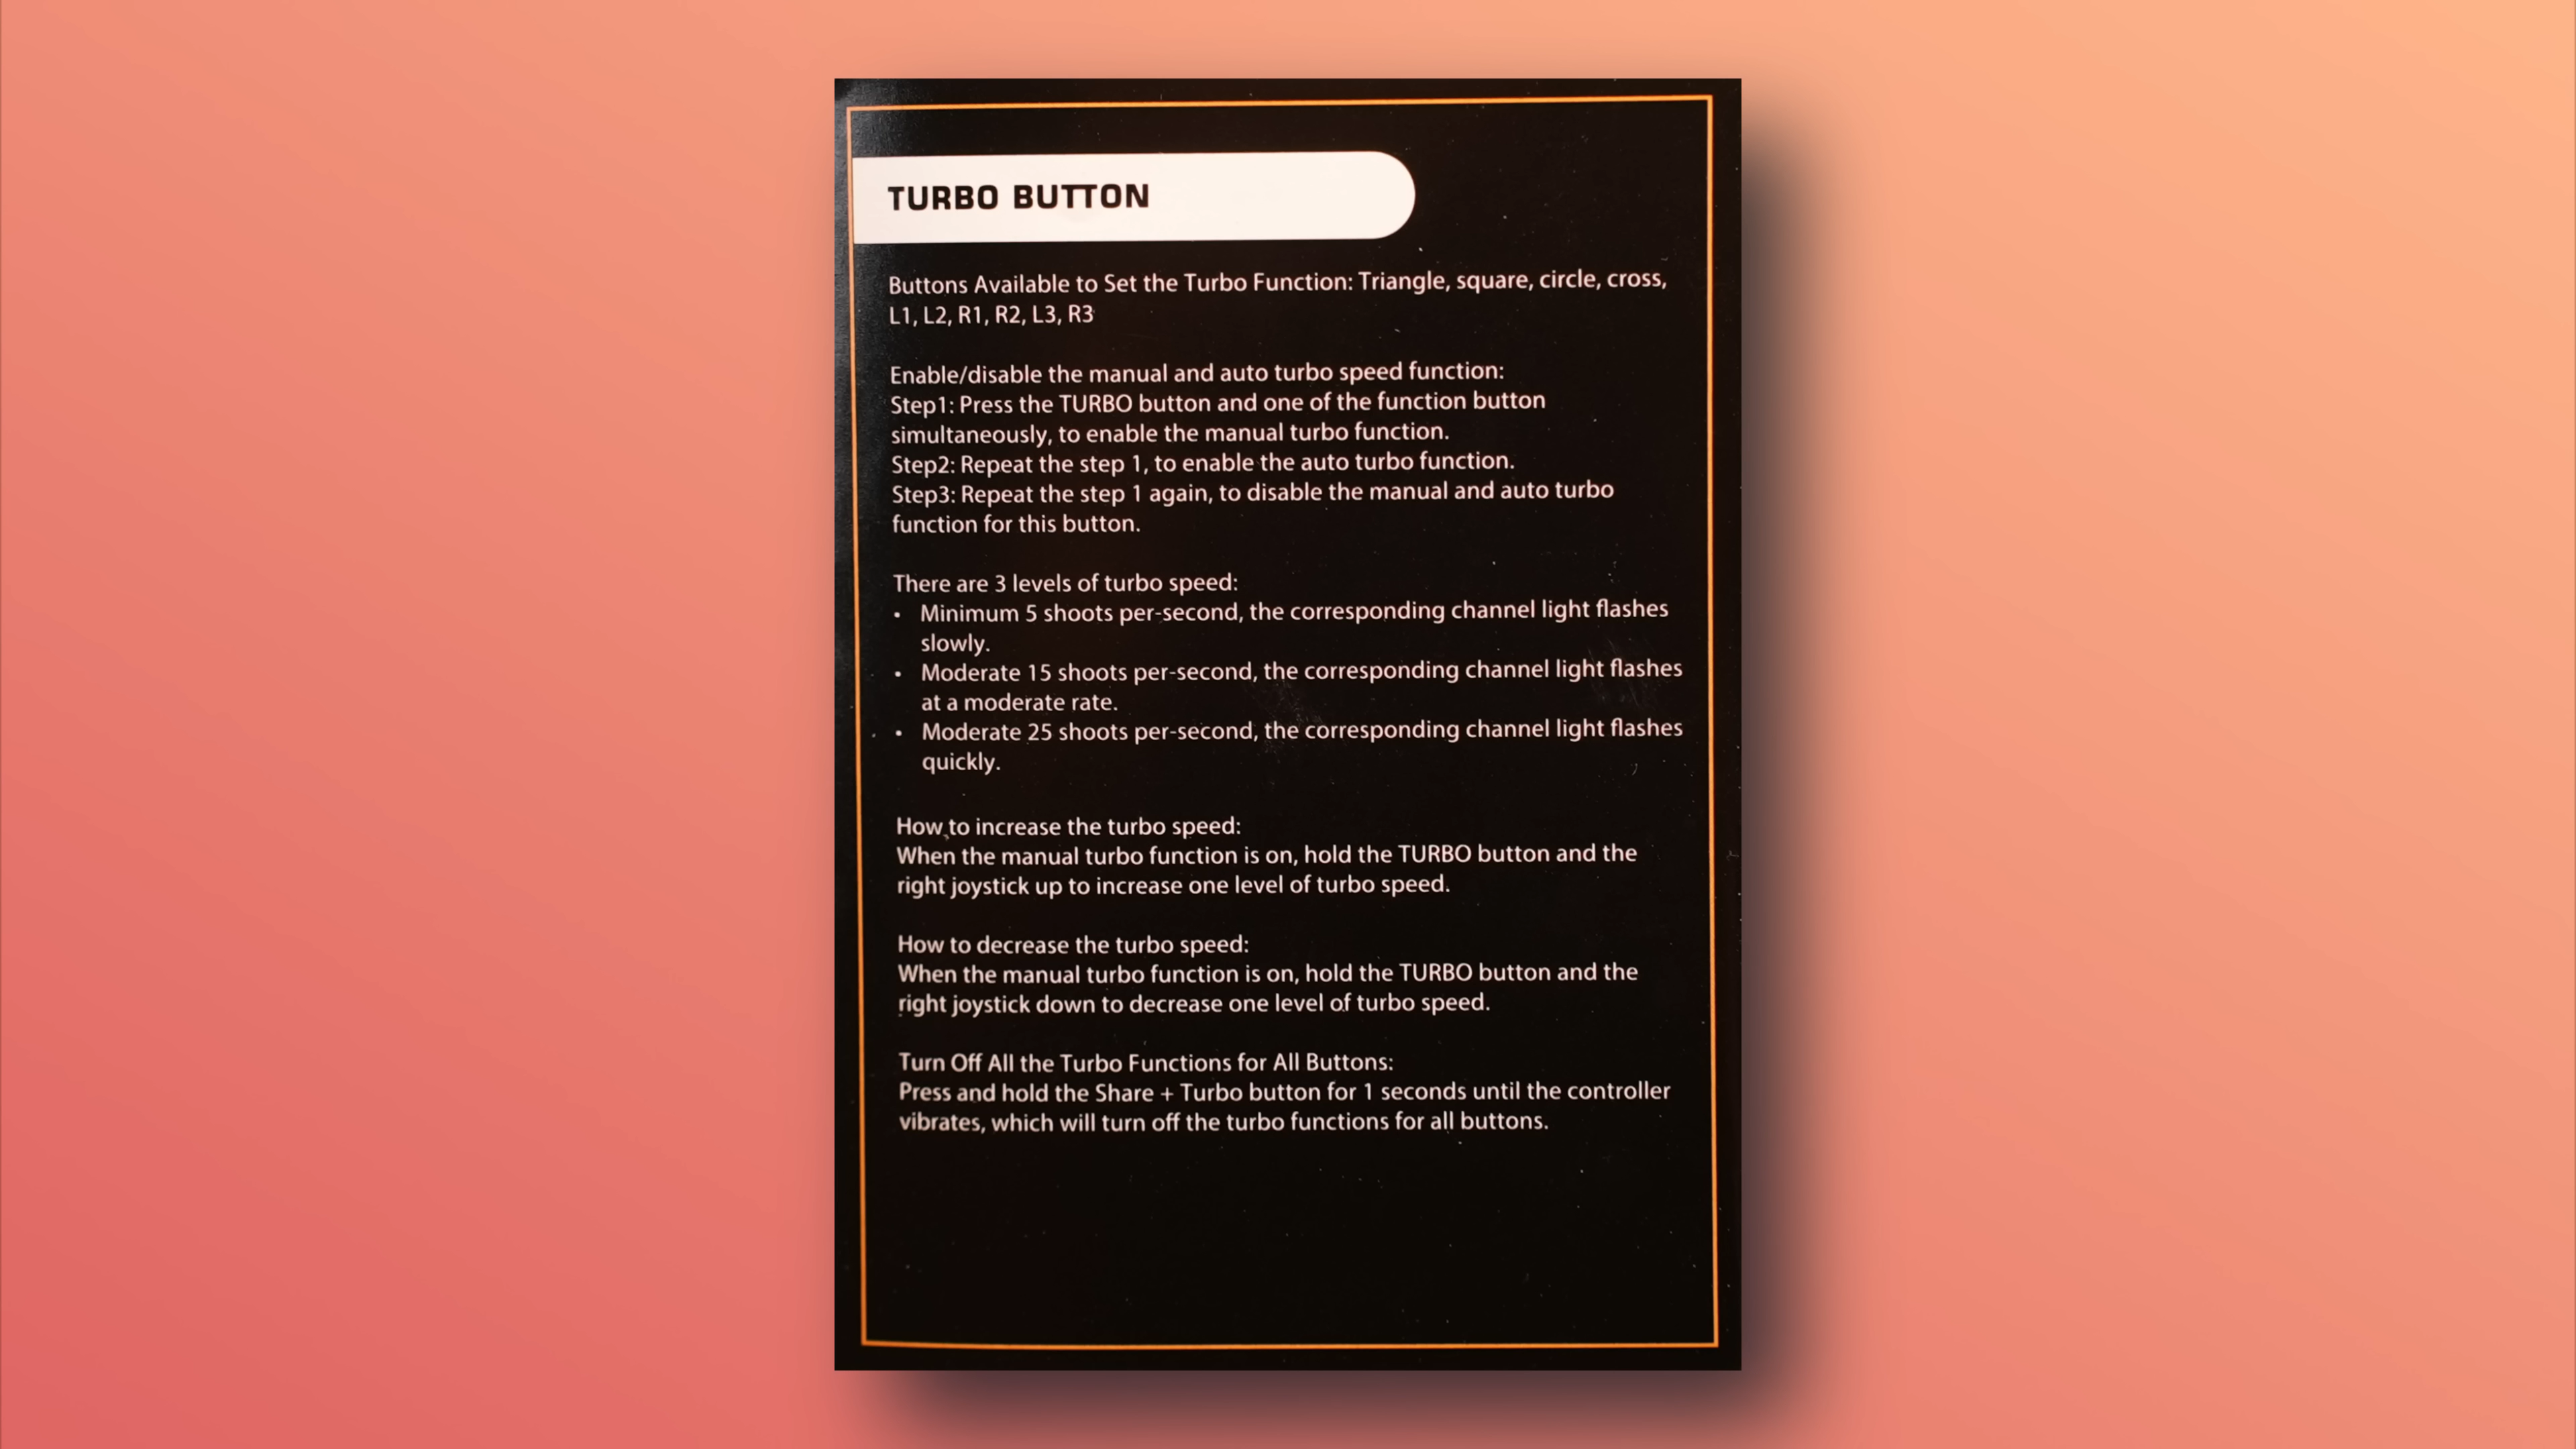 TURBO BUTTON
Buttons Available to Set the Turbo Function: Triangle, square, circle, cross,
L1, L2, R1, R2, L3, R3
Enable/disable the manual and auto turbo speed function:
Step1: Press the TURBO button and one of the function button
simultaneously, to enable the manual turbo function.
Step2: Repeat the step 1, to enable the auto turbo function.
Step3: Repeat the step 1 again, to disable the manual and auto turbo
function for this button.
There are 3 levels of turbo speed:
• Minimum 5 shoots per-second, the corresponding channel light flashes
slowly.
• Moderate 15 shoots per-second, the corresponding channel light flashes
at a moderate rate.
• Moderate 25 shoots per-second, the corresponding channel light flashes
quickly.
How to increase the turbo speed:
When the manual turbo function is on, hold the TURBO button and the
right joystick up to increase one level of turbo speed.
How to decrease the turbo speed:
When the manual turbo function is on, hold the TURBO button and the
right joystick down to decrease one level of turbo speed.
Turn Off All the Turbo Functions for All Buttons:
Press and hold the Share + Turbo button for 1 seconds until the controller
vibrates, which will turn off the turbo functions for all buttons.